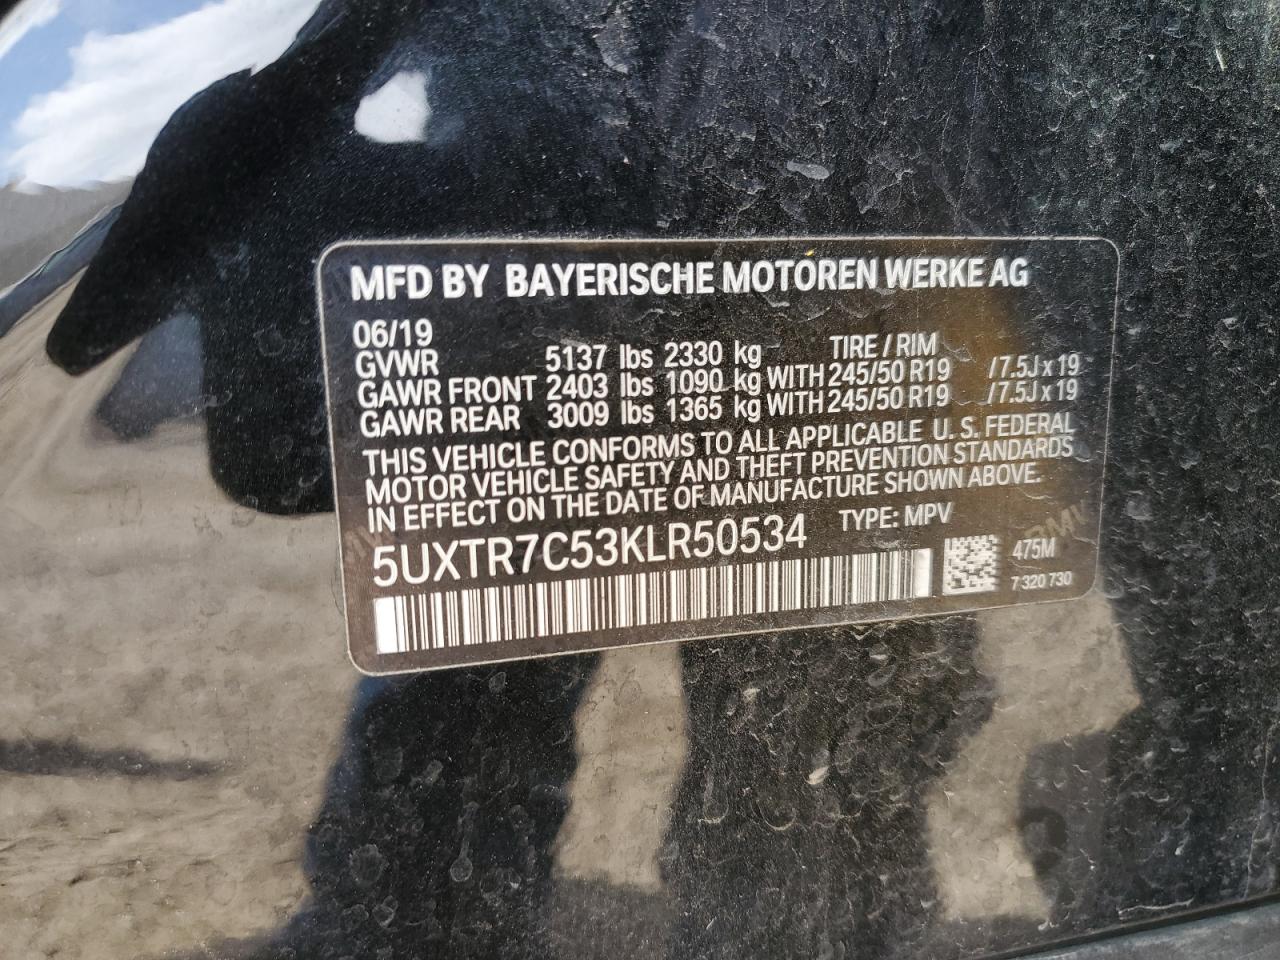 MFD BY BAYERISCHE MOTOREN WERKE AG
06/19 TIRE / RIM
GVWR 5137 lbs 2330 kg
GAWR FRONT 2403 lbs 1090 kg WITH 245/50 R19 /7.5J x 19
GAWR REAR 3009 lbs 1365 kg WITH 245/50 R19 /7.5J x 19
THIS VEHICLE CONFORMS TO ALL APPLICABLE U. S. FEDERAL
MOTOR VEHICLE SAFETY AND THEFT PREVENTION STANDARDS
IN EFFECT ON THE DATE OF MANUFACTURE SHOWN ABOVE.
5UXTR7C53KLR50534 TYPE: MPV
475M
7 320 730